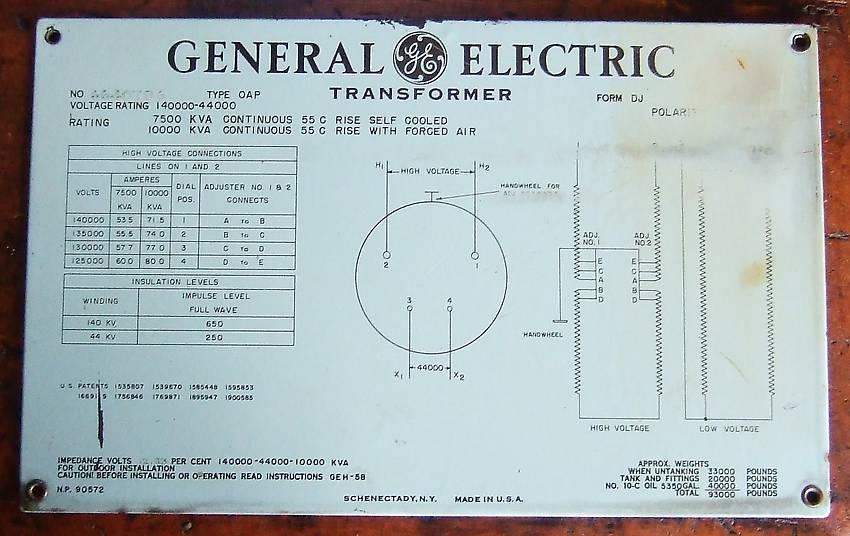 GENERAL GE ELECTRIC
TRANSFORMER
NO TYPE OAP FORM DJ
VOLTAGE RATING 140000-44000
RATING 7500 KVA CONTINUOUS 55 C RISE SELF COOLED
10000 KVA CONTINUOUS 55 C RISE WITH FORCED AIR
HIGH VOLTAGE CONNECTIONS
LINES ON 1 AND 2
VOLTS AMPERES DIAL POS. ADJUSTER NO. 1 & 2 CONNECTS
7500 KVA 10000 KVA
140000 53.5 71.5 1 A TO B
135000 55.5 74.0 2 B TO C
130000 57.7 77.0 3 C TO D
125000 60.0 80.0 4 D TO E
INSULATION LEVELS
WINDING IMPULSE LEVEL
FULL WAVE
140 KV 650
44 KV 250
H1 HIGH VOLTAGE H2
HANDWHEEL FOR
2 1
3 4
44000
X1 X2
ADJ. NO. 1 ADJ. NO. 2
E E
C C
A A
B B
D D
HANDWHEEL
HIGH VOLTAGE LOW VOLTAGE
U.S. PATENTS 1535807 1539670 1585448 1595853
1756846 1769871 1895947 1900585
IMPEDANCE VOLTS PER CENT 140000-44000-10000 KVA
FOR OUTDOOR INSTALLATION
CAUTION! BEFORE INSTALLING OR OPERATING READ INSTRUCTIONS GEH-58
N.P. 90572
SCHENECTADY, N.Y. MADE IN U.S.A.
APPROX. WEIGHTS
WHEN UNTANKING 33000 POUNDS
TANK AND FITTINGS 20000 POUNDS
NO. 10-C OIL 5350 GAL. 40000 POUNDS
TOTAL 93000 POUNDS